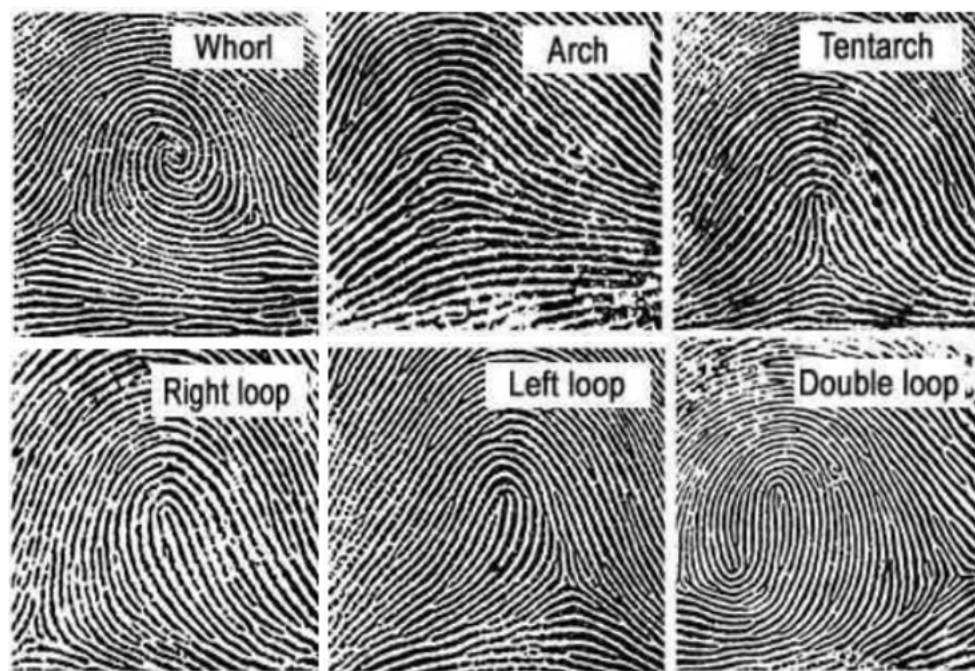 Whorl
Arch
Tentarch
Right loop
Left loop
Double loop